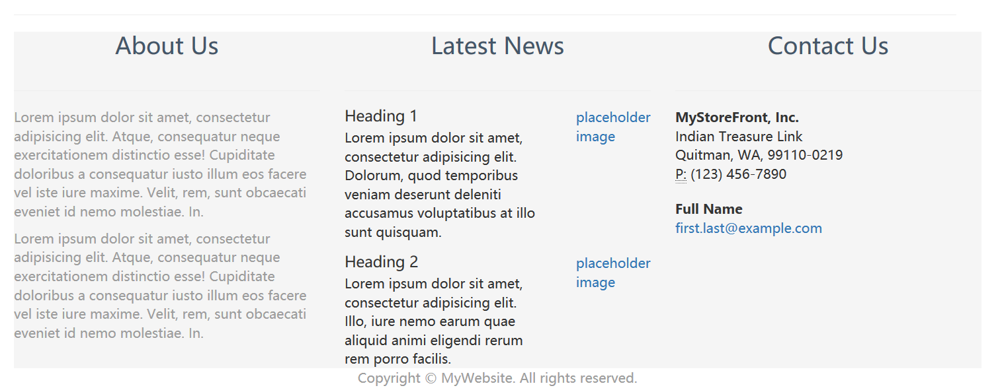 About Us
Lorem ipsum dolor sit amet, consectetur
adipisicing elit. Atque, consequatur neque
exercitationem distinctio esse! Cupiditate
doloribus a consequatur iusto illum eos facere
vel iste iure maxime. Velit, rem, sunt obcaecati
eveniet id nemo molestiae. In.
Lorem ipsum dolor sit amet, consectetur
adipisicing elit. Atque, consequatur neque
exercitationem distinctio esse! Cupiditate
doloribus a consequatur iusto illum eos facere
vel iste iure maxime. Velit, rem, sunt obcaecati
eveniet id nemo molestiae. In.
Latest News
Heading 1
Lorem ipsum dolor sit amet,
consectetur adipisicing elit.
Dolorum, quod temporibus
veniam deserunt deleniti
accusamus voluptatibus at illo
sunt quisquam.
placeholder
image
Heading 2
Lorem ipsum dolor sit amet,
consectetur adipisicing elit.
Illo, iure nemo earum quae
aliquid animi eligendi rerum
rem porro facilis.
placeholder
image
Contact Us
MyStoreFront, Inc.
Indian Treasure Link
Quitman, WA, 99110-0219
P: (123) 456-7890
Full Name
first.last@example.com
Copyright © MyWebsite. All rights reserved.